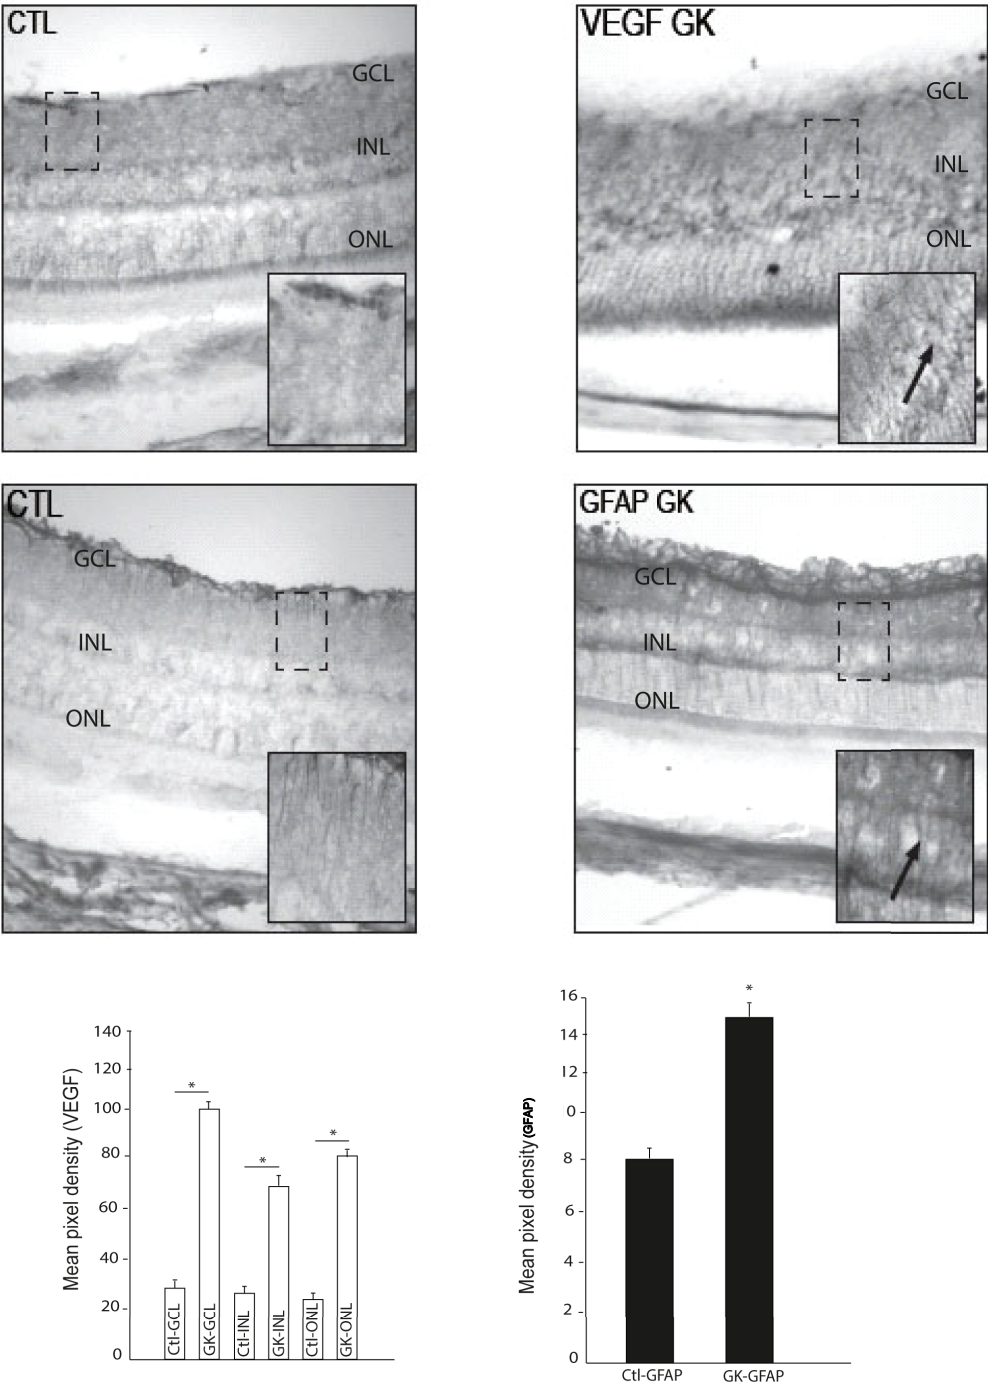 CTL
GCL
INL
ONL
VEGF GK
GCL
INL
ONL
CTL
GCL
INL
ONL
GFAP GK
GCL
INL
ONL
Mean pixel density (VEGF)
140
120
100
80
60
40
20
0
*
*
*
Ctl-GCL
GK-GCL
Ctl-INL
GK-INL
Ctl-ONL
GK-ONL
Mean pixel density (GFAP)
16
14
12
0
8
6
4
2
0
*
Ctl-GFAP
GK-GFAP